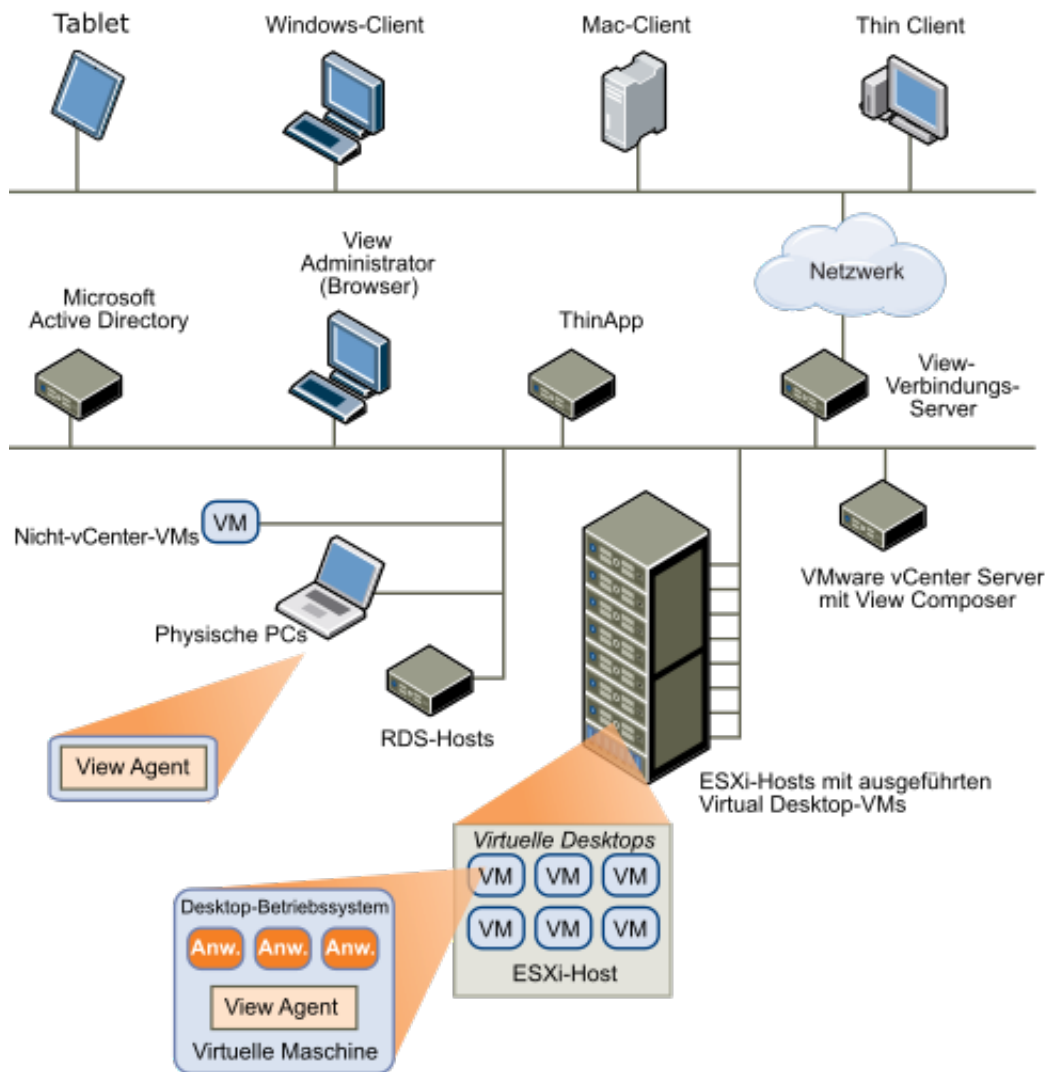 Tablet
Windows-Client
Mac-Client
Thin Client
Netzwerk
Microsoft
Active Directory
View
Administrator
(Browser)
ThinApp
View-
Verbindungs-
Server
Nicht-vCenter-VMs
VM
Physische PCs
RDS-Hosts
VMware vCenter Server
mit View Composer
View Agent
ESXi-Hosts mit ausgeführten
Virtual Desktop-VMs
Virtuelle Desktops
VM VM VM
VM VM VM
ESXi-Host
Desktop-Betriebssystem
Anw. Anw. Anw.
View Agent
Virtuelle Maschine